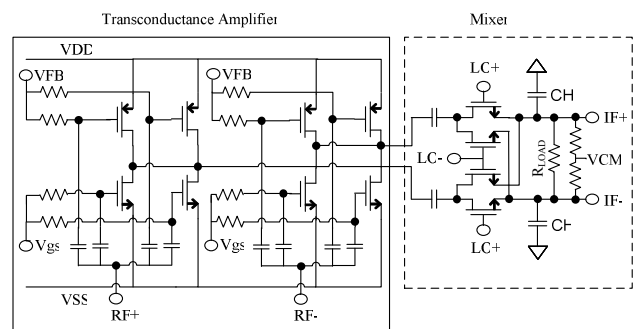 Transconductance Amplifier
Mixer
VDD
VFB
VFB
LC+
CH
IF+
LC-
RLOAD
VCM
IF-
CH
Vgs
Vgs
LC+
VSS
RF+
RF-